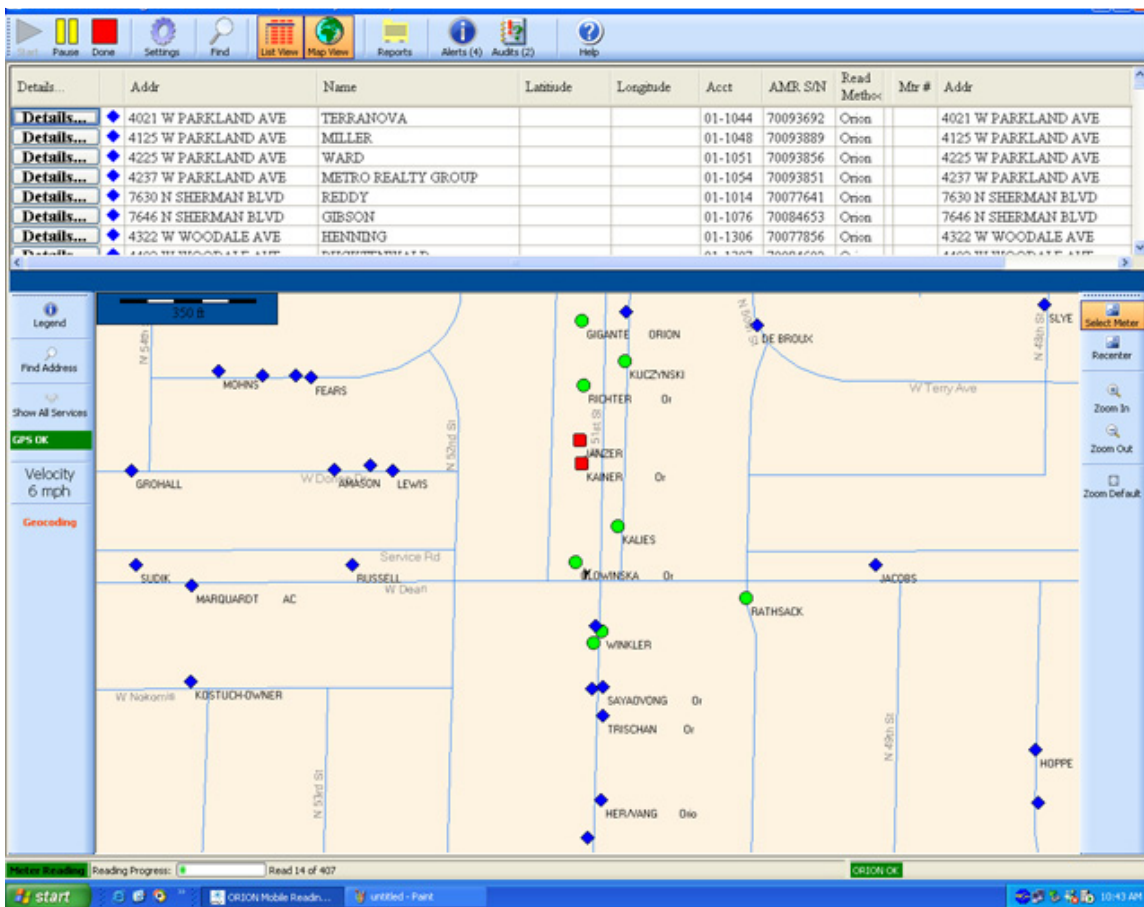 Start Pause Done Settings Find List View Map View Reports Alerts (4) Audits (2) Help
Details... Addr Name Latitude Longitude Acct AMR S/N Read Method Mtr # Addr
Details... 4021 W PARKLAND AVE TERRANOVA 01-1044 70093692 Orion 4021 W PARKLAND AVE
Details... 4125 W PARKLAND AVE MILLER 01-1048 70093889 Orion 4125 W PARKLAND AVE
Details... 4225 W PARKLAND AVE WARD 01-1051 70093856 Orion 4225 W PARKLAND AVE
Details... 4237 W PARKLAND AVE METRO REALTY GROUP 01-1054 70093851 Orion 4237 W PARKLAND AVE
Details... 7630 N SHERMAN BLVD REDDY 01-1014 70077641 Orion 7630 N SHERMAN BLVD
Details... 7646 N SHERMAN BLVD GIBSON 01-1076 70084653 Orion 7646 N SHERMAN BLVD
Details... 4322 W WOODALE AVE HENNING 01-1306 70077856 Orion 4322 W WOODALE AVE
Legend
Find Address
Show All Services
GPS OK
Velocity
6 mph
Geocoding
350 ft
N 54th
GIGANTE ORION
N 60th St
DE BROUX
N 48th St
SLYE
KUCZYNSKI
MOHNS
FEARS
RICHTER Or
W Terry Ave
N 52nd St
51st St
JANZER
KAINER Or
GROHALL
AMASON
LEWIS
KALIES
Service Rd
SUDIK
RUSSELL
W Dean
Or
JACOBS
MARQUARDT AC
RATHSACK
WINKLER
W Nokomis
KOSTUCH-OWNER
SAYAOVONG Or
TRISCHAN Or
N 49th St
HOPPE
N 53rd St
HER/VANG Orio
Select Meter
Recenter
Zoom In
Zoom Out
Zoom Default
Meter Reading Reading Progress: Read 14 of 407 ORION OK
start ORION Mobile Readin... untitled - Paint 10:43 AM